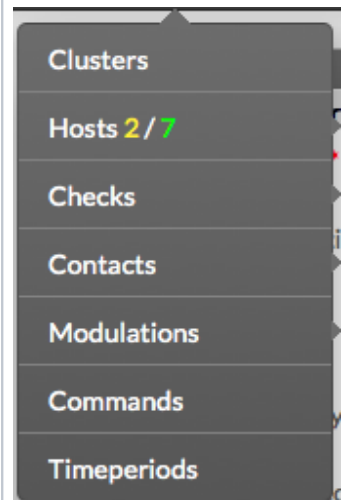 Clusters
Hosts 2 / 7
Checks
Contacts
Modulations
Commands
Timeperiods